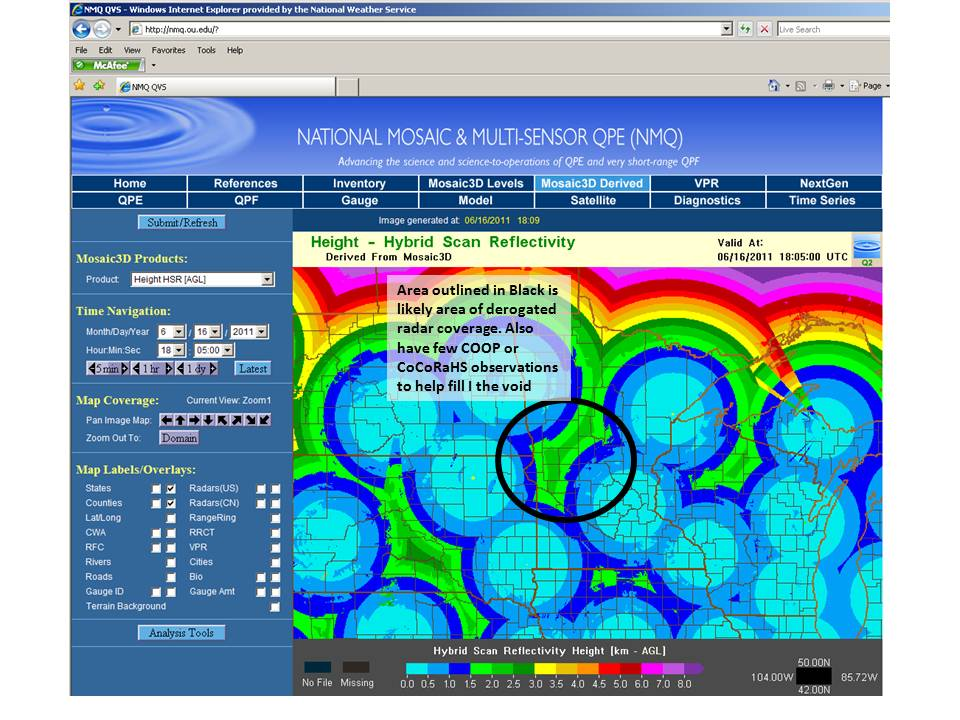 NMQ QVS - Windows Internet Explorer provided by the National Weather Service
http://nmq.ou.edu/?
Live Search
File Edit View Favorites Tools Help
McAfee
NMQ QVS
Page
NATIONAL MOSAIC & MULTI-SENSOR QPE (NMQ)
Advancing the science and science-to-operations of QPE and very short-range QPF
Home References Inventory Mosaic3D Levels Mosaic3D Derived VPR NextGen
QPE QPF Gauge Model Satellite Diagnostics Time Series
Submit/Refresh
Image generated at: 06/16/2011 18:09
Mosaic3D Products:
Product: Height HSR [AGL]
Time Navigation:
Month/Day/Year 6 / 16 / 2011
Hour:Min:Sec 18 : 05:00
5 min 1 hr 1 dy Latest
Map Coverage: Current View: Zoom1
Pan Image Map:
Zoom Out To: Domain
Map Labels/Overlays:
States Radars(US)
Counties Radars(CN)
Lat/Long RangeRing
CWA RRCT
RFC VPR
Rivers Cities
Roads Bio
Gauge ID Gauge Amt
Terrain Background
Analysis Tools
Height - Hybrid Scan Reflectivity
Derived From Mosaic3D
Valid At:
06/16/2011 18:05:00 UTC
Q2
Area outlined in Black is
likely area of derogated
radar coverage. Also
have few COOP or
CoCoRaHS observations
to help fill I the void
Hybrid Scan Reflectivity Height [km - AGL]
No File Missing
0.0 0.5 1.0 1.5 2.0 2.5 3.0 3.5 4.0 4.5 5.0 6.0 7.0 8.0
50.00N
104.00W 85.72W
42.00N